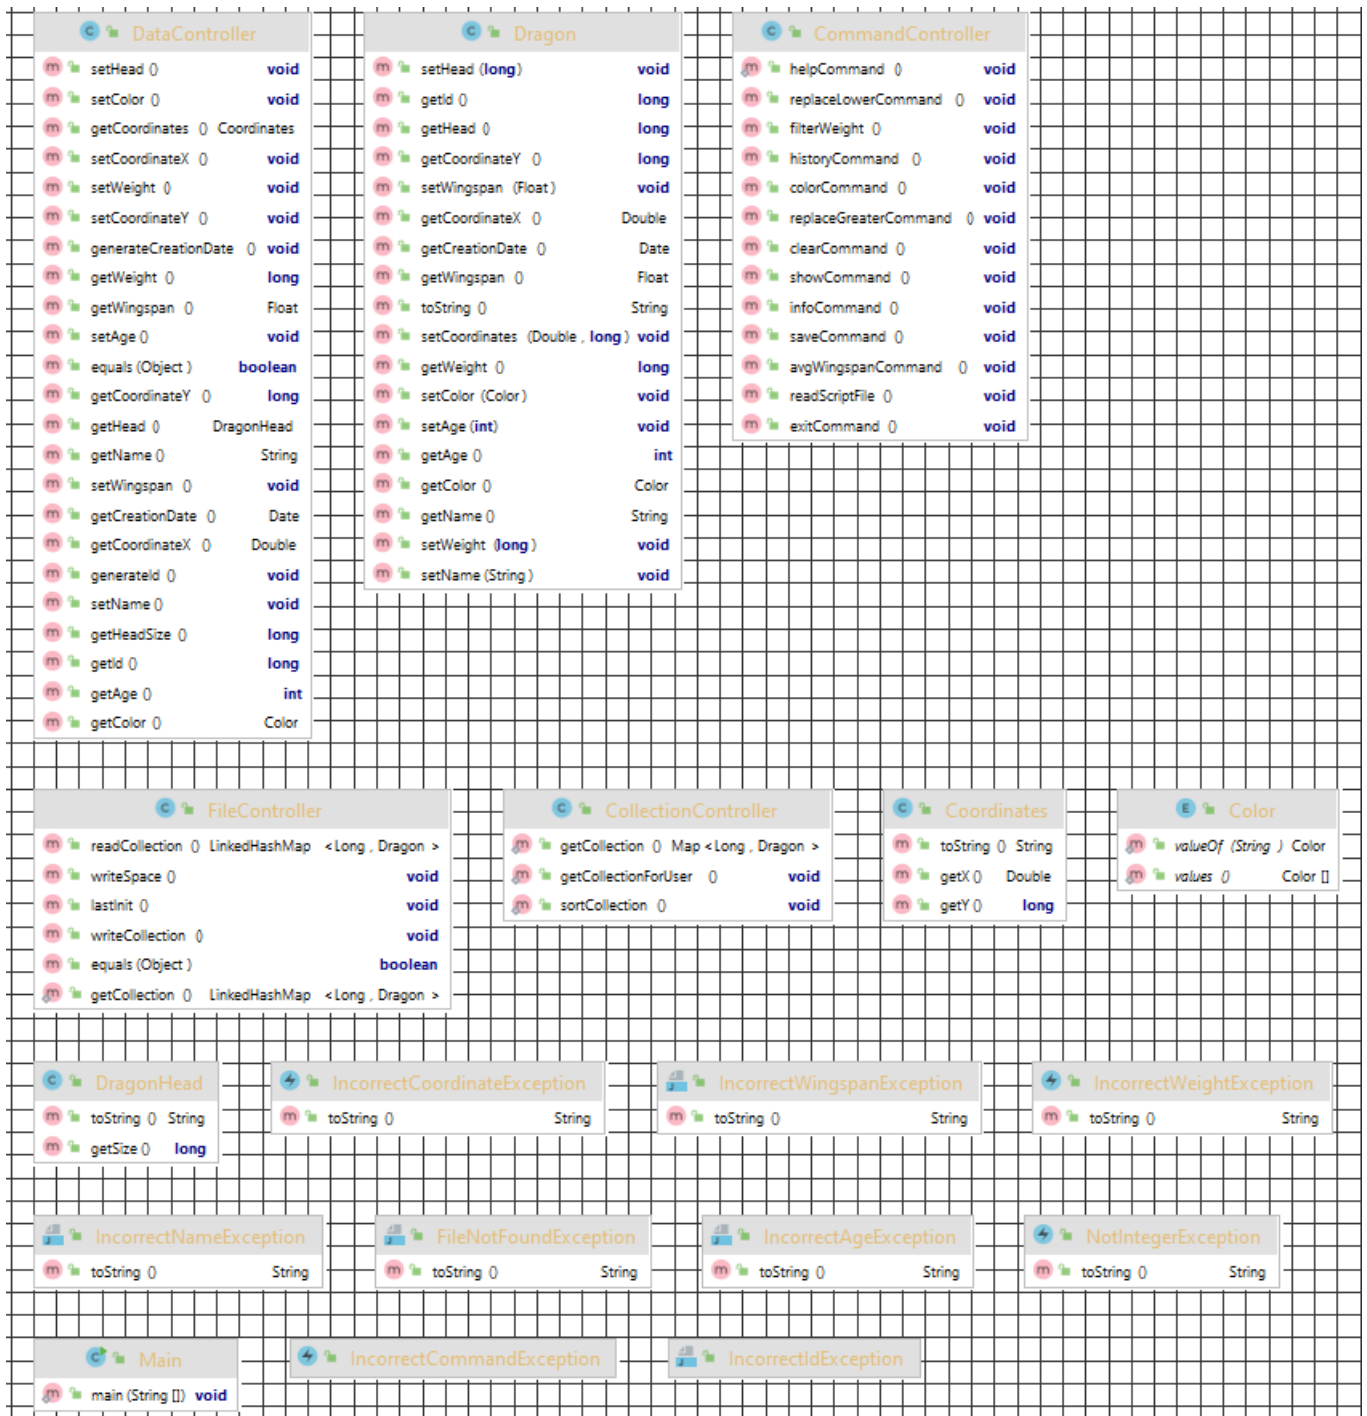 DataController
setHead () void
setColor () void
getCoordinates () Coordinates
setCoordinateX () void
setWeight () void
setCoordinateY () void
generateCreationDate () void
getWeight () long
getWingspan () Float
setAge () void
equals (Object) boolean
getCoordinateY () long
getHead () DragonHead
getName () String
setWingspan () void
getCreationDate () Date
getCoordinateX () Double
generateId () void
setName () void
getHeadSize () long
getId () long
getAge () int
getColor () Color
Dragon
setHead (long) void
getId () long
getHead () long
getCoordinateY () long
setWingspan (Float) void
getCoordinateX () Double
getCreationDate () Date
getWingspan () Float
toString () String
setCoordinates (Double, long) void
getWeight () long
setColor (Color) void
setAge (int) void
getAge () int
getColor () Color
getName () String
setWeight (long) void
setName (String) void
CommandController
helpCommand () void
replaceLowerCommand () void
filterWeight () void
historyCommand () void
colorCommand () void
replaceGreaterCommand () void
clearCommand () void
showCommand () void
infoCommand () void
saveCommand () void
avgWingspanCommand () void
readScriptFile () void
exitCommand () void
FileController
readCollection () LinkedHashMap <Long, Dragon>
writeSpace () void
lastInit () void
writeCollection () void
equals (Object) boolean
getCollection () LinkedHashMap <Long, Dragon>
CollectionController
getCollection () Map <Long, Dragon>
getCollectionForUser () void
sortCollection () void
Coordinates
toString () String
getX () Double
getY () long
Color
valueOf (String) Color
values () Color []
DragonHead
toString () String
getSize () long
IncorrectCoordinateException
toString () String
IncorrectWingspanException
toString () String
IncorrectWeightException
toString () String
IncorrectNameException
toString () String
FileNotFoundException
toString () String
IncorrectAgeException
toString () String
NotIntegerException
toString () String
Main
main (String []) void
IncorrectCommandException
IncorrectIdException